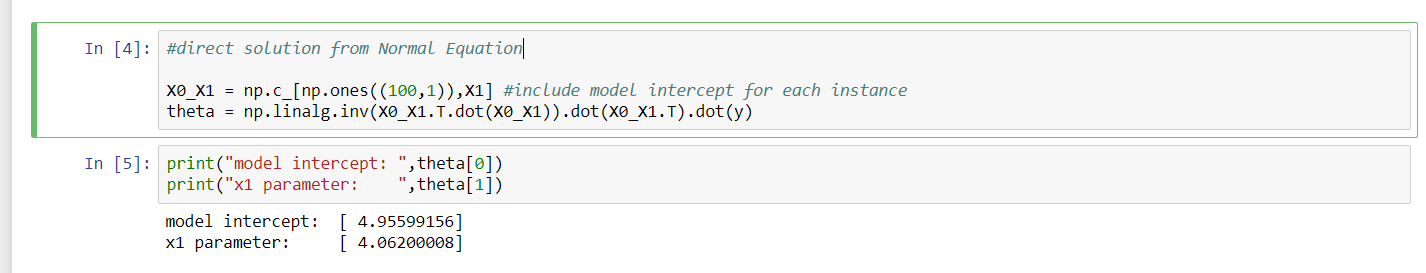 In [4]: #direct solution from Normal Equation
X0_X1 = np.c_[np.ones((100,1)),X1] #include model intercept for each instance
theta = np.linalg.inv(X0_X1.T.dot(X0_X1)).dot(X0_X1.T).dot(y)
In [5]: print("model intercept: ",theta[0])
print("x1 parameter:    ",theta[1])
model intercept:  [ 4.95599156]
x1 parameter:     [ 4.06200008]